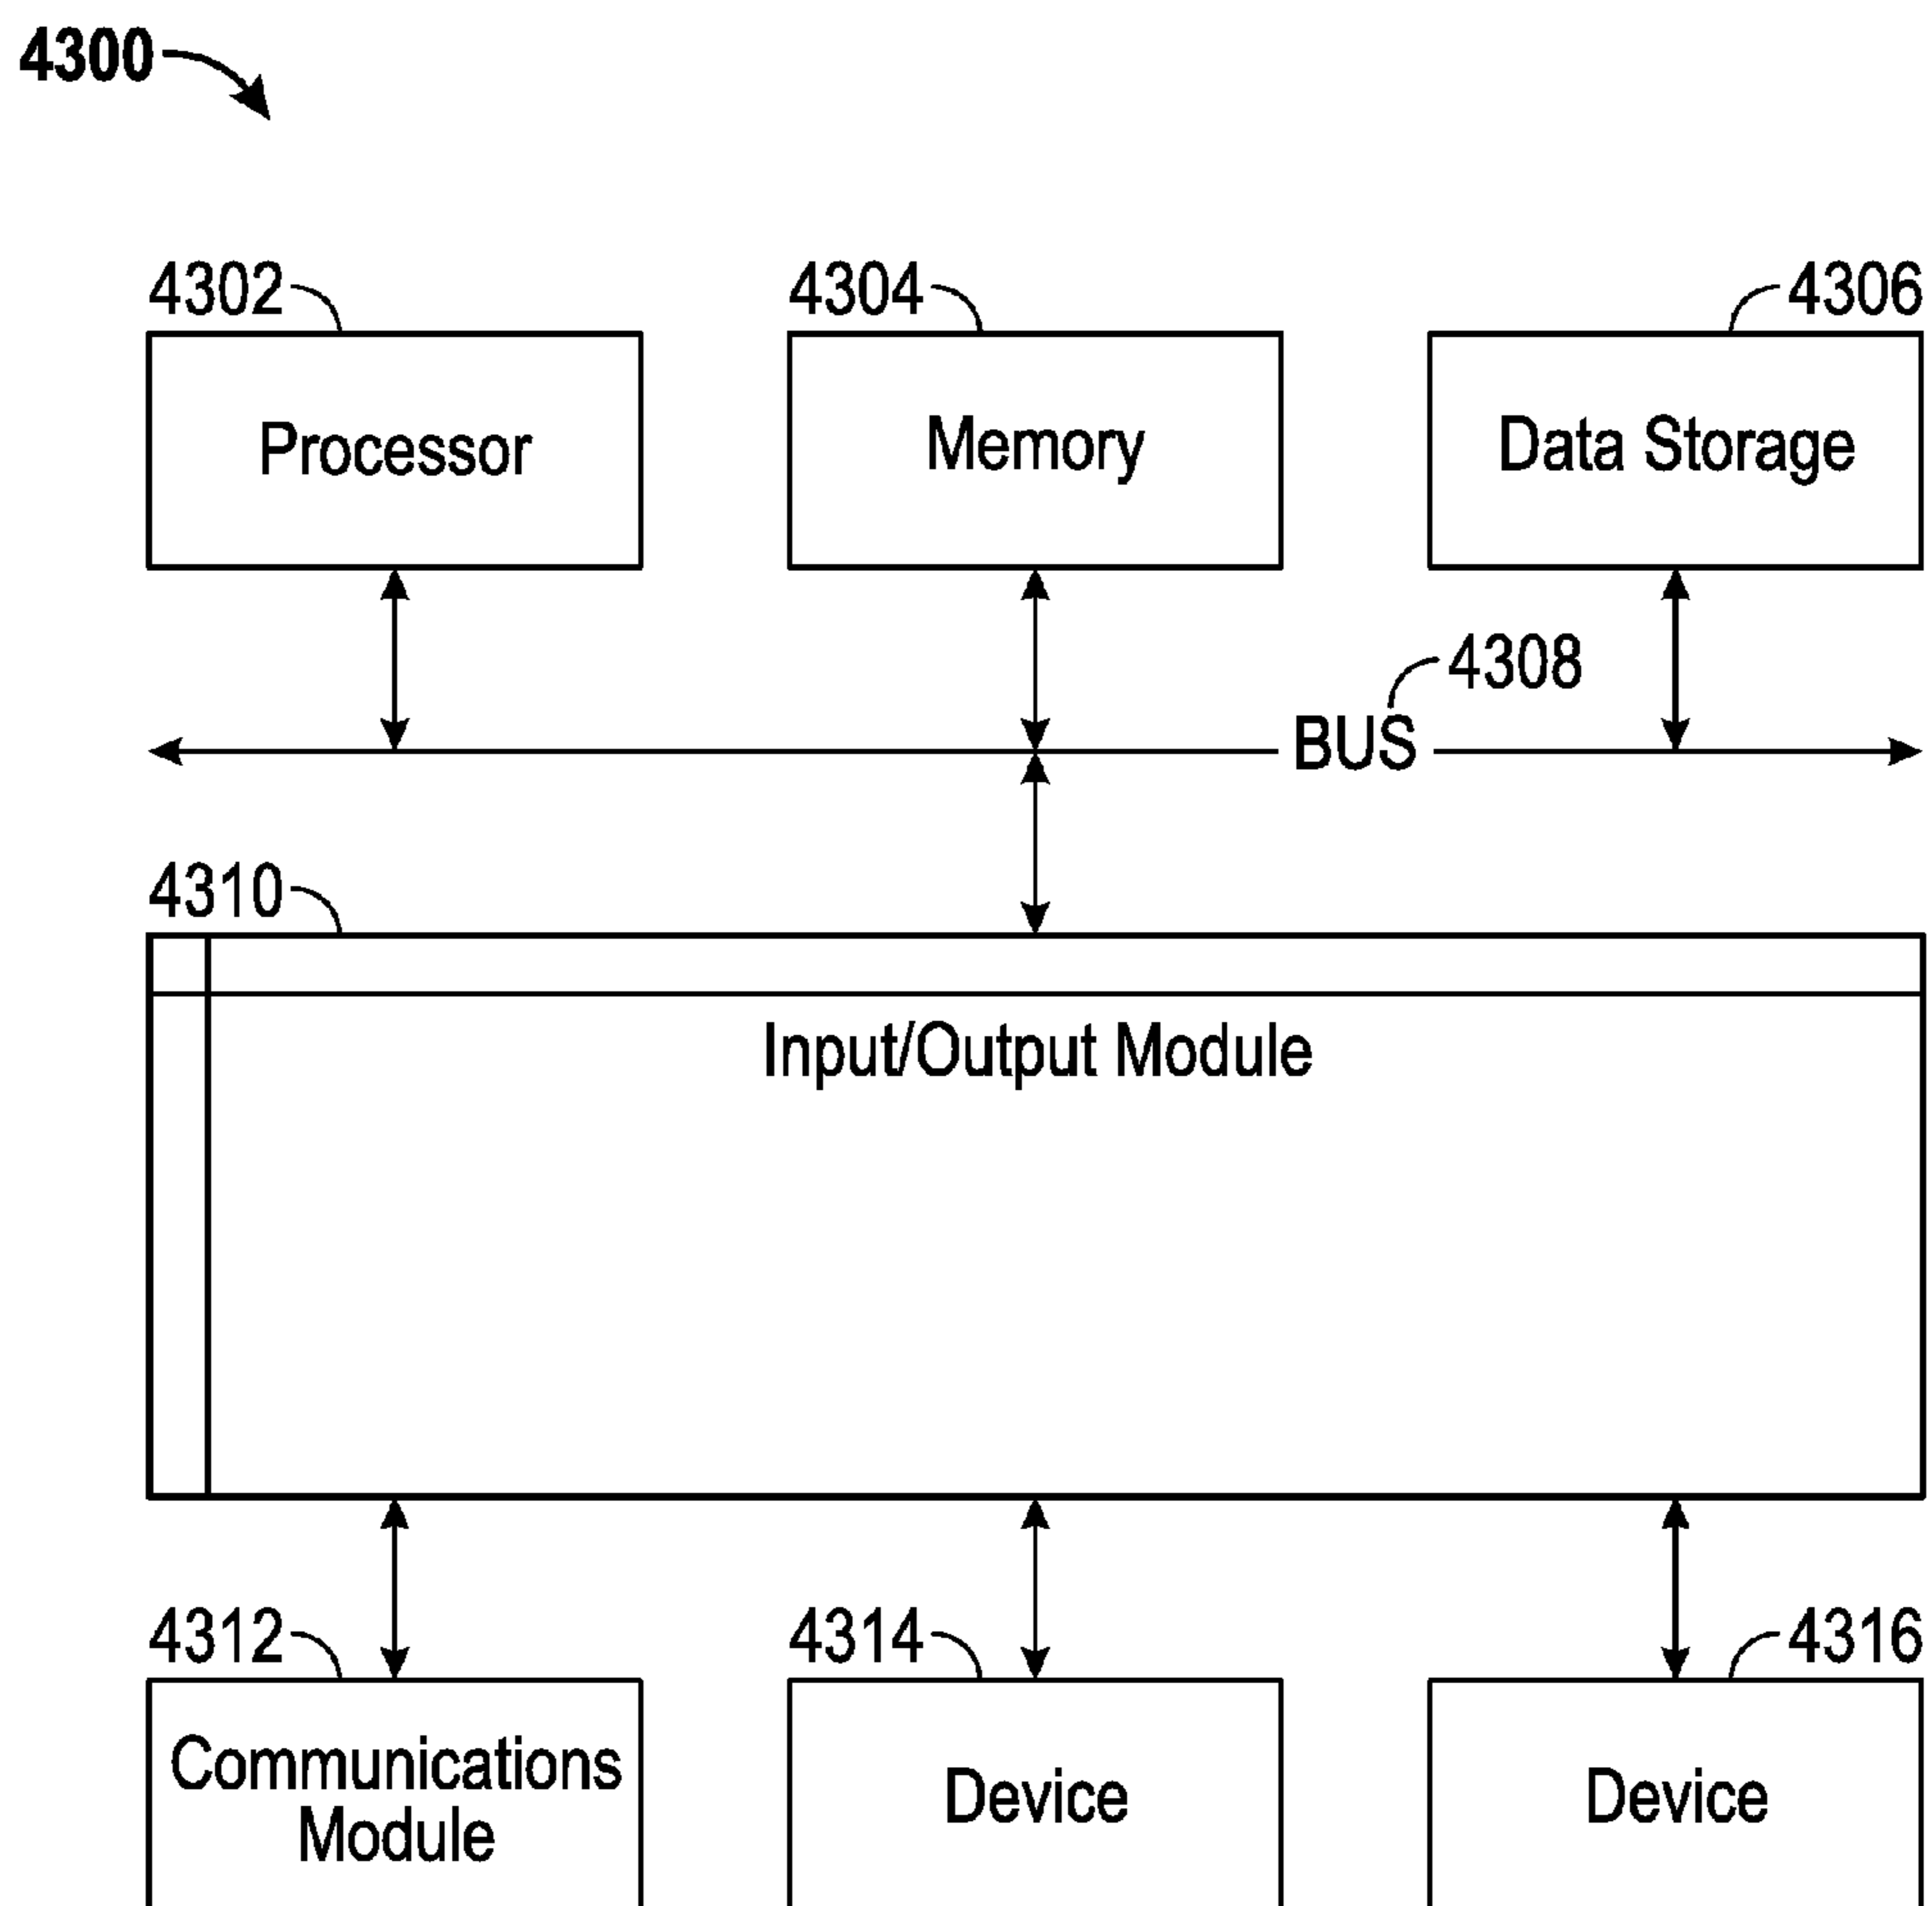 4300
4302
4304
4306
Processor
Memory
Data Storage
4308
BUS
4310
Input/Output Module
4312
4314
4316
Communications
Module
Device
Device